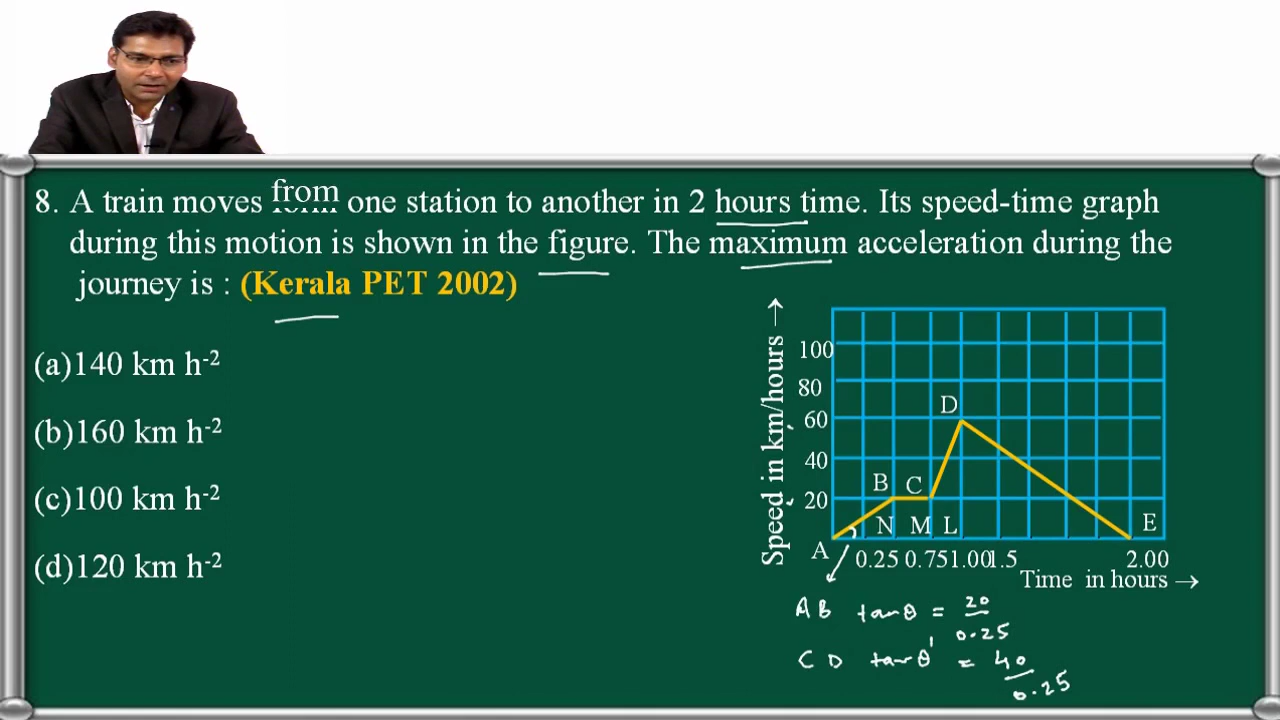 8. A train moves from one station to another in 2 hours time. Its speed-time graph
during this motion is shown in the figure. The maximum acceleration during the
journey is : (Kerala PET 2002)
(a)140 km h-2
(b)160 km h-2
(c)100 km h-2
(d)120 km h-2
Speed in km/hours →
100
80
60
40
20
D
B C
N M L E
A 0.25 0.75 1.00 1.5 2.00
Time in hours →
AB tanθ = 20/0.25
CD tanθ' = 40/0.25